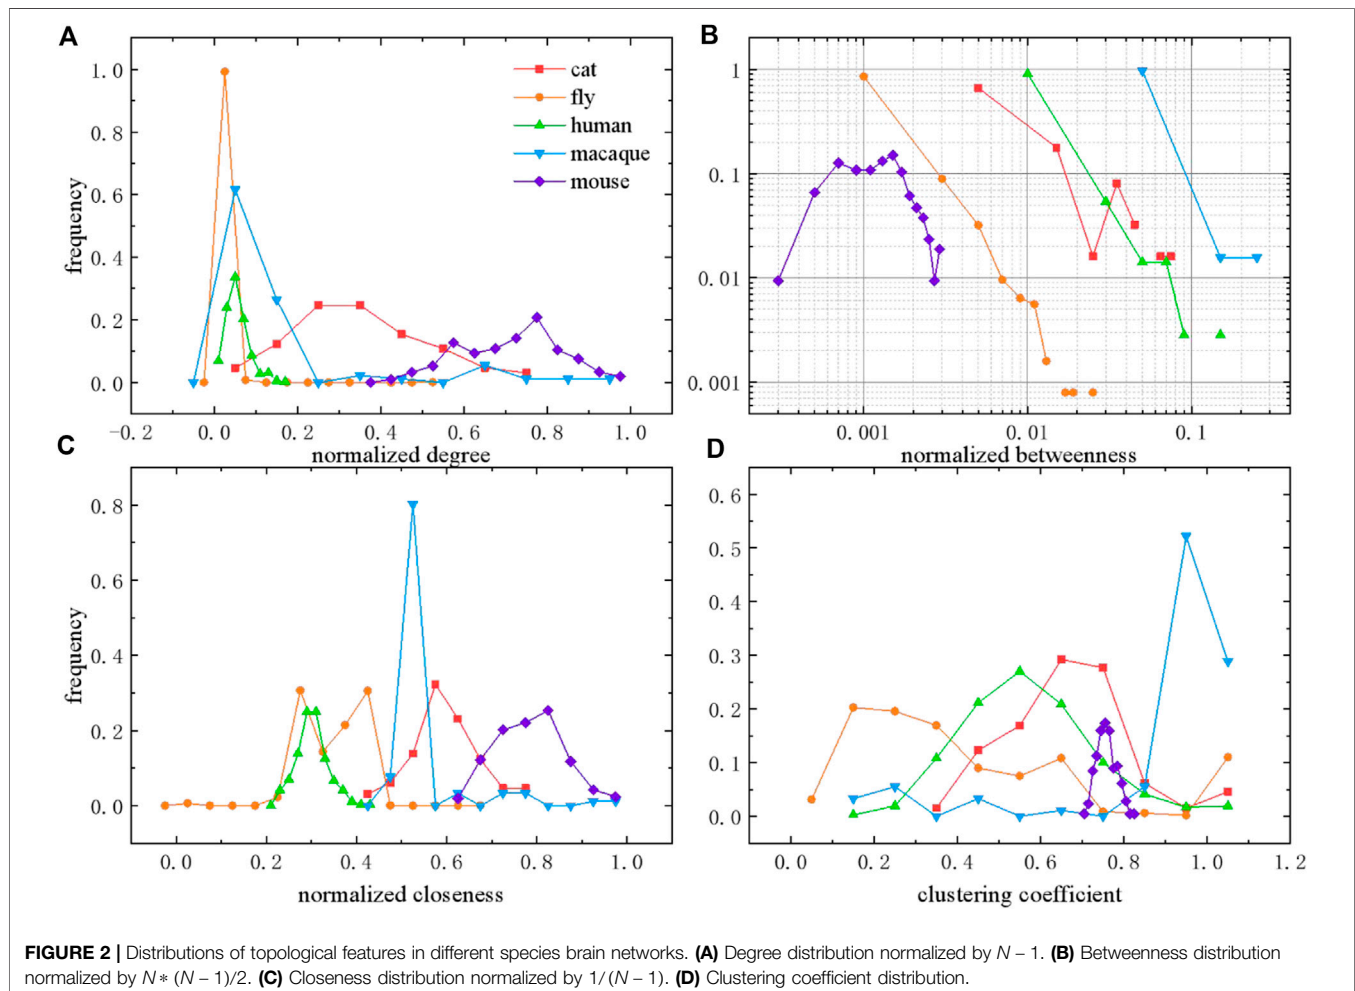 A
1.0
0.8
0.6
0.4
0.2
0.0
frequency
cat
fly
human
macaque
mouse
-0.2 0.0 0.2 0.4 0.6 0.8 1.0
normalized degree
B
1
0.1
0.01
0.001
0.001 0.01 0.1
normalized betweenness
C
0.8
0.6
0.4
0.2
0.0
frequency
0.0 0.2 0.4 0.6 0.8 1.0
normalized closeness
D
0.6
0.5
0.4
0.3
0.2
0.1
0.0
0.0 0.2 0.4 0.6 0.8 1.0 1.2
clustering coefficient
FIGURE 2 | Distributions of topological features in different species brain networks. (A) Degree distribution normalized by N − 1. (B) Betweenness distribution
normalized by N∗(N − 1)/2. (C) Closeness distribution normalized by 1/(N − 1). (D) Clustering coefficient distribution.